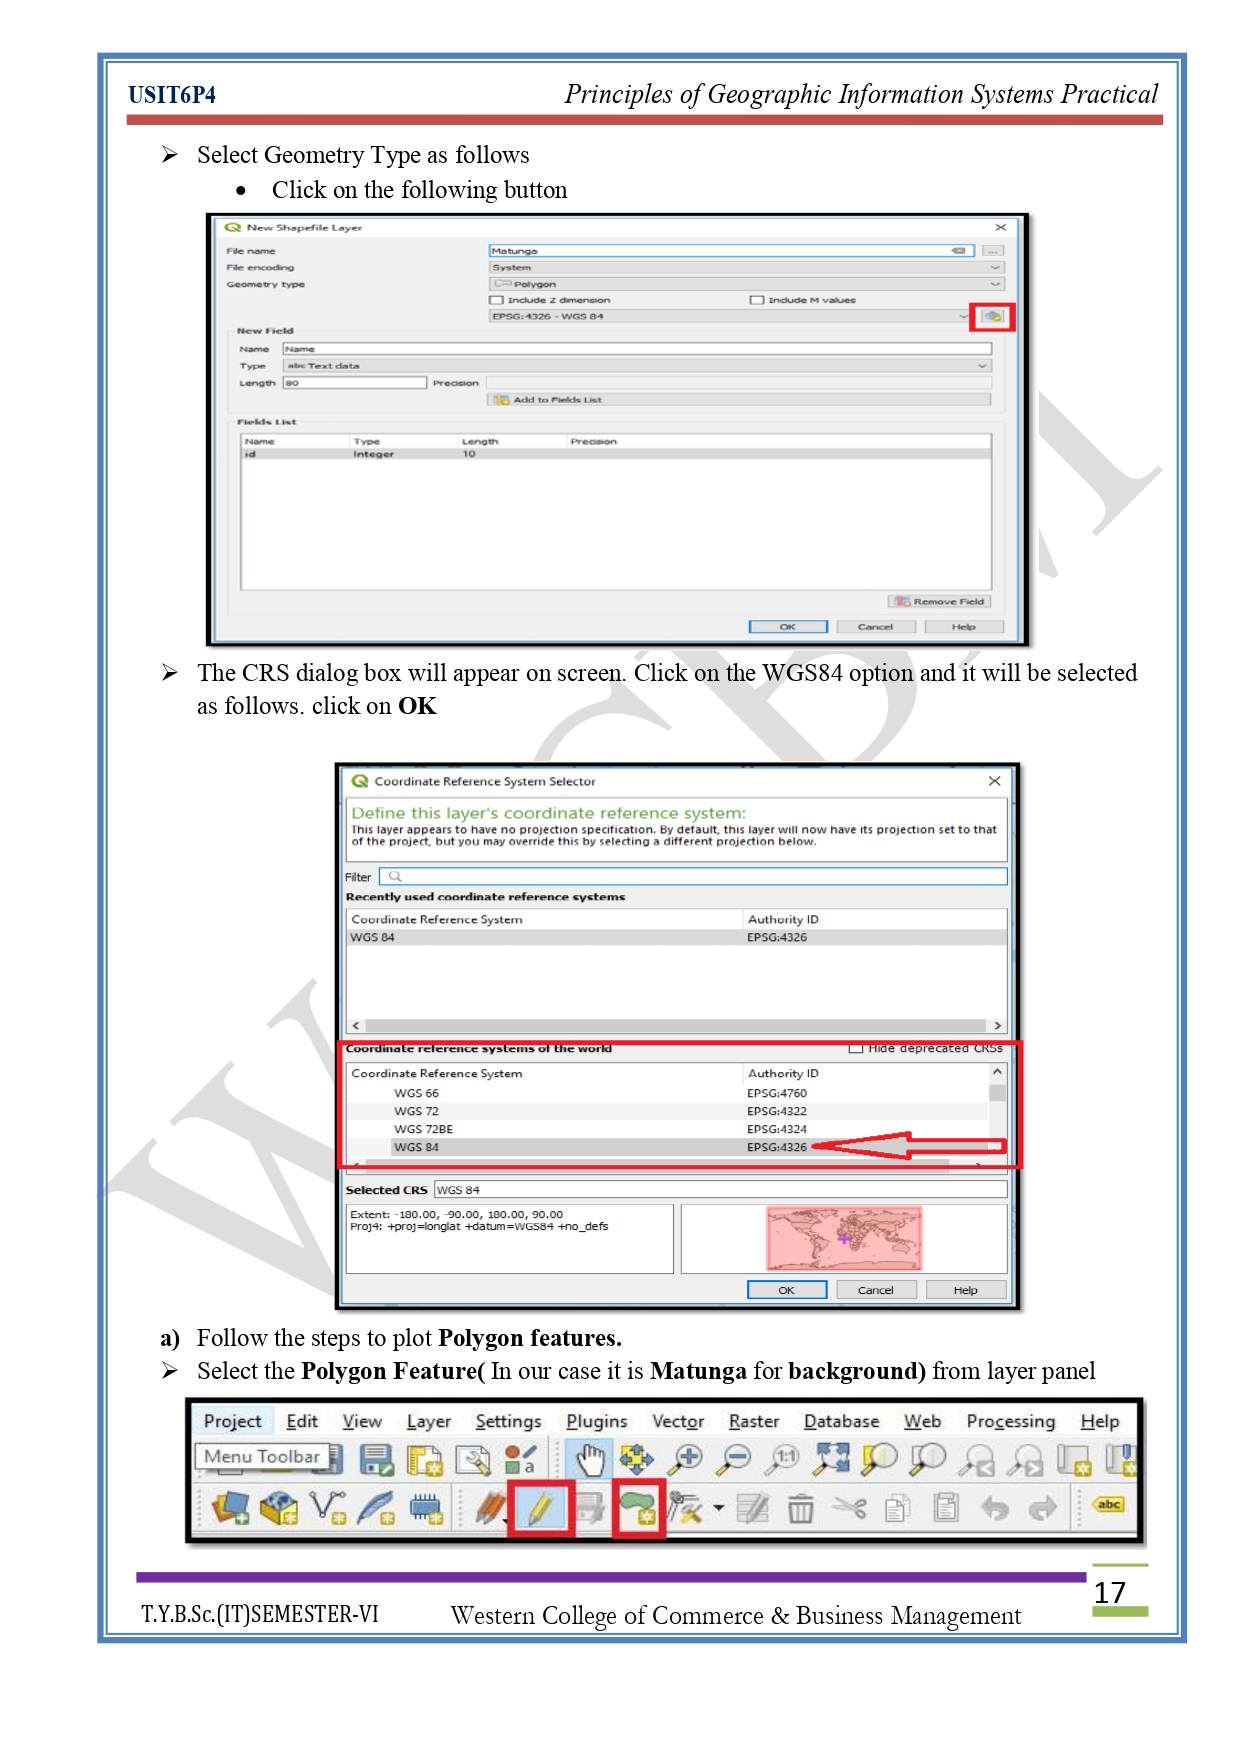 USIT6P4 Principles of Geographic Information Systems Practical
➢ Select Geometry Type as follows
• Click on the following button
New Shapefile Layer
File name Matunga ...
File encoding System
Geometry type Polygon
Include Z dimension Include M values
EPSG:4326 - WGS 84
New Field
Name Name
Type abc Text data
Length 80 Precision
Add to Fields List
Fields List
Name Type Length Precision
id Integer 10
Remove Field
OK Cancel Help
➢ The CRS dialog box will appear on screen. Click on the WGS84 option and it will be selected
as follows. click on OK
Coordinate Reference System Selector
Define this layer's coordinate reference system:
This layer appears to have no projection specification. By default, this layer will now have its projection set to that
of the project, but you may override this by selecting a different projection below.
Filter
Recently used coordinate reference systems
Coordinate Reference System Authority ID
WGS 84 EPSG:4326
Coordinate reference systems of the world Hide deprecated CRSs
Coordinate Reference System Authority ID
WGS 66 EPSG:4760
WGS 72 EPSG:4322
WGS 72BE EPSG:4324
WGS 84 EPSG:4326
Selected CRS WGS 84
Extent: -180.00, -90.00, 180.00, 90.00
Proj4: +proj=longlat +datum=WGS84 +no_defs
OK Cancel Help
a) Follow the steps to plot Polygon features.
➢ Select the Polygon Feature( In our case it is Matunga for background) from layer panel
Project Edit View Layer Settings Plugins Vector Raster Database Web Processing Help
Menu Toolbar a 1:1
abc
17
T.Y.B.Sc.(IT)SEMESTER-VI Western College of Commerce & Business Management